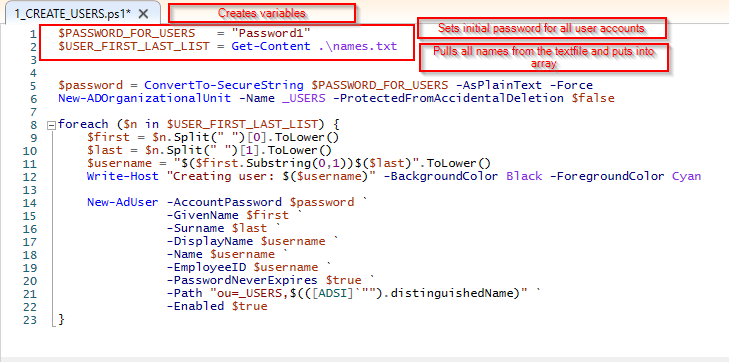 1_CREATE_USERS.ps1* X
Creates variables
Sets initial password for all user accounts
Pulls all names from the textfile and puts into
array
1 $PASSWORD_FOR_USERS = "Password1"
2 $USER_FIRST_LAST_LIST = Get-Content .\names.txt
3
4
5 $password = ConvertTo-SecureString $PASSWORD_FOR_USERS -AsPlainText -Force
6 New-ADOrganizationalUnit -Name _USERS -ProtectedFromAccidentalDeletion $false
7
8 foreach ($n in $USER_FIRST_LAST_LIST) {
9 $first = $n.Split(" ")[0].ToLower()
10 $last = $n.Split(" ")[1].ToLower()
11 $username = "$($first.Substring(0,1))$($last)".ToLower()
12 Write-Host "Creating user: $($username)" -BackgroundColor Black -ForegroundColor Cyan
13
14 New-AdUser -AccountPassword $password `
15 -GivenName $first `
16 -Surname $last `
17 -DisplayName $username `
18 -Name $username `
19 -EmployeeID $username `
20 -PasswordNeverExpires $true `
21 -Path "ou=_USERS,$(([ADSI]`"").distinguishedName)" `
22 -Enabled $true
23 }